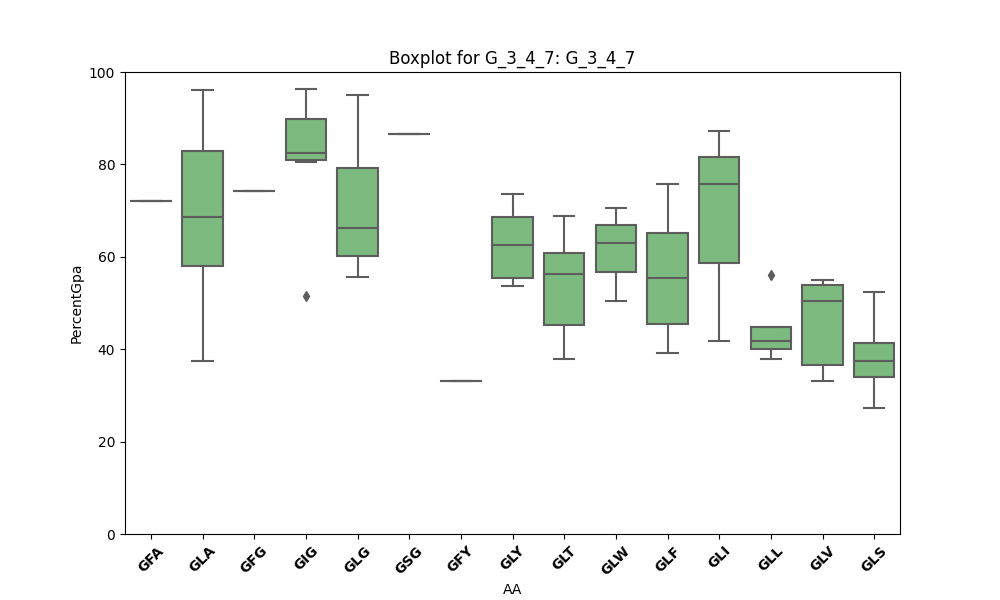 Boxplot for G_3_4_7: G_3_4_7
PercentGpa
100
80
60
40
20
0
GFA GLA GFG GIG GLG GSG GFY GLY GLT GLW GLF GLI GLL GLV GLS
AA